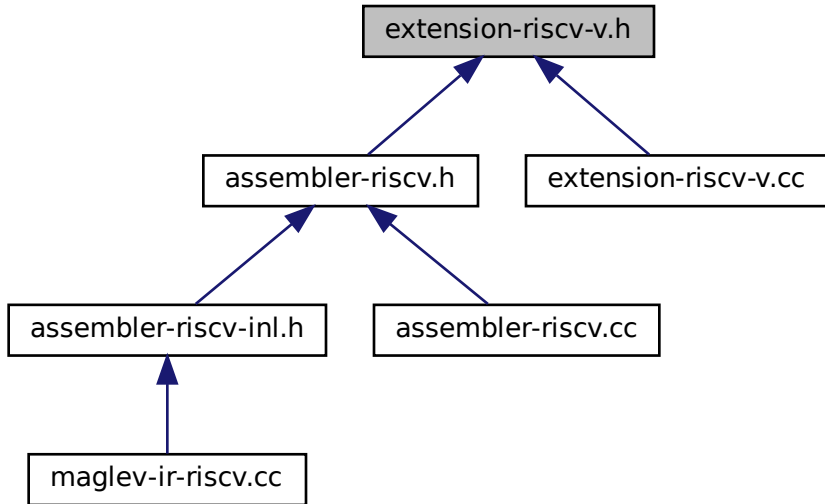 extension-riscv-v.h
assembler-riscv.h
extension-riscv-v.cc
assembler-riscv-inl.h
assembler-riscv.cc
maglev-ir-riscv.cc